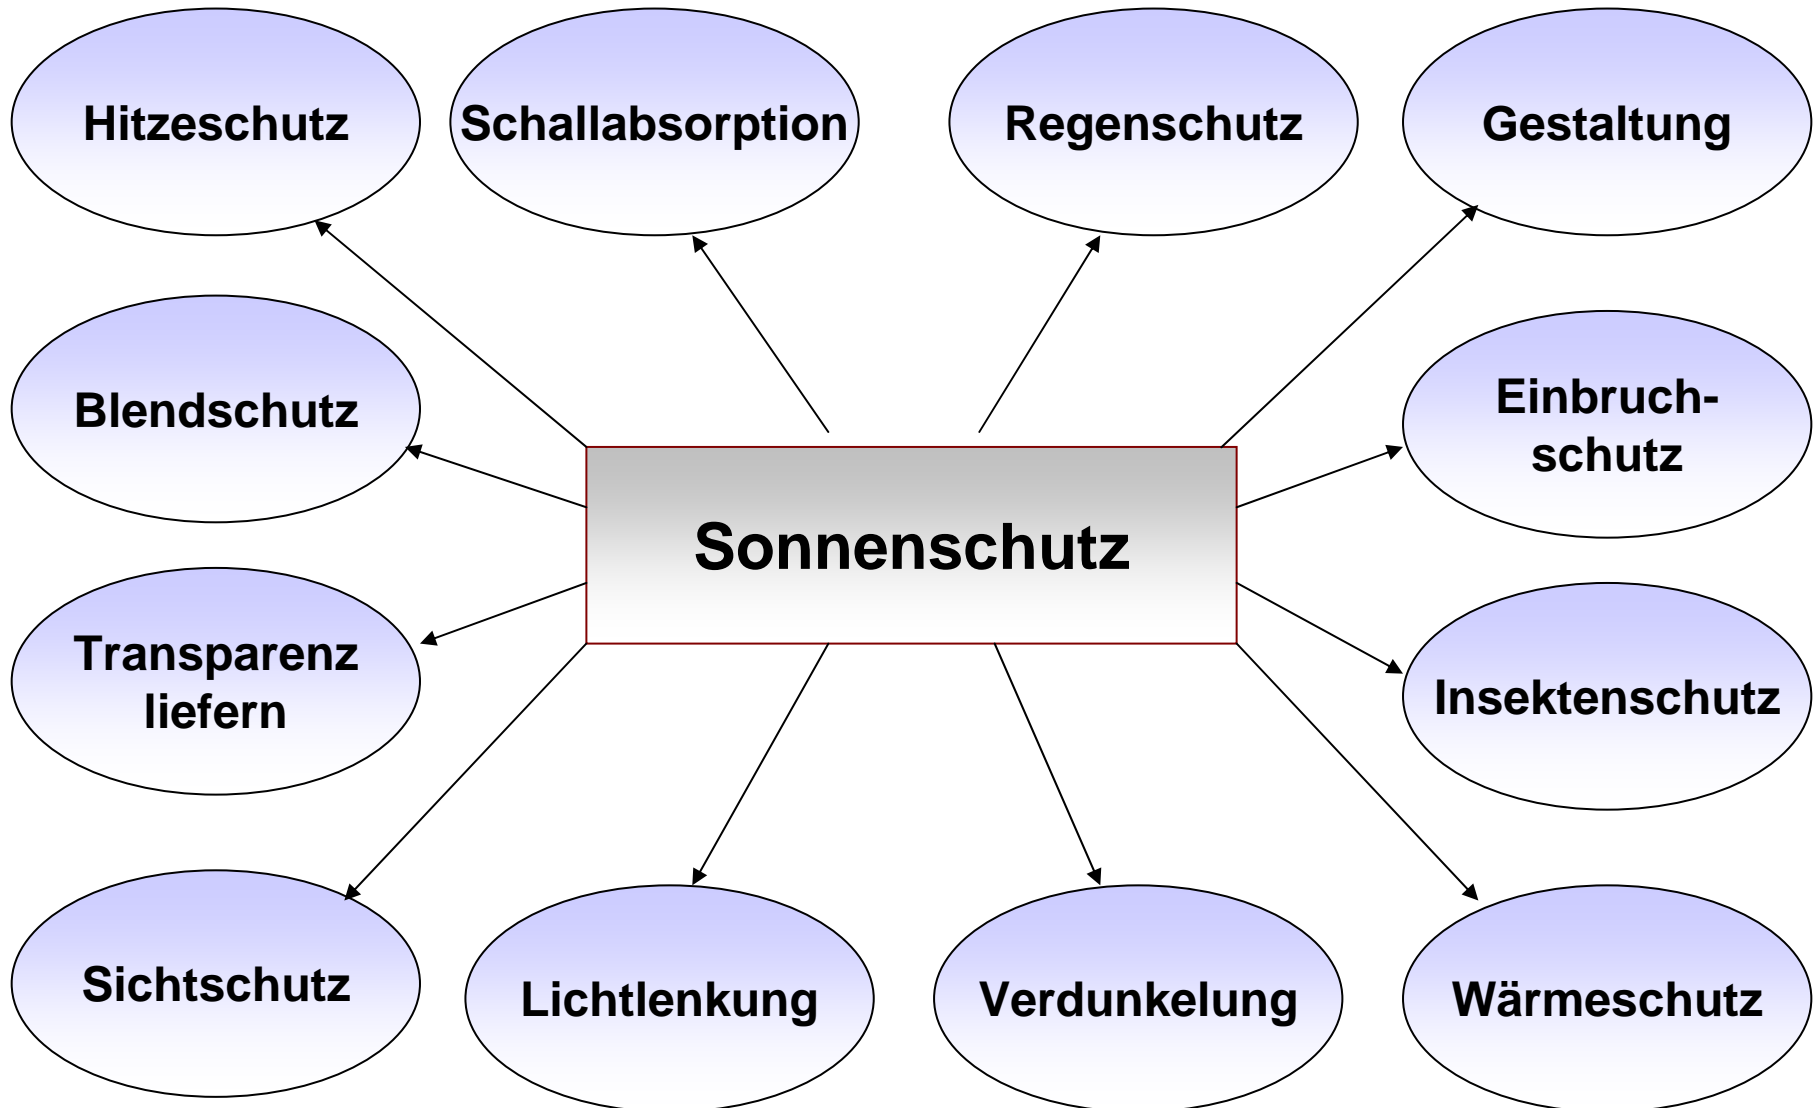 Hitzeschutz
Schallabsorption
Regenschutz
Gestaltung
Blendschutz
Einbruch-
schutz
Sonnenschutz
Transparenz
liefern
Insektenschutz
Sichtschutz
Lichtlenkung
Verdunkelung
Wärmeschutz